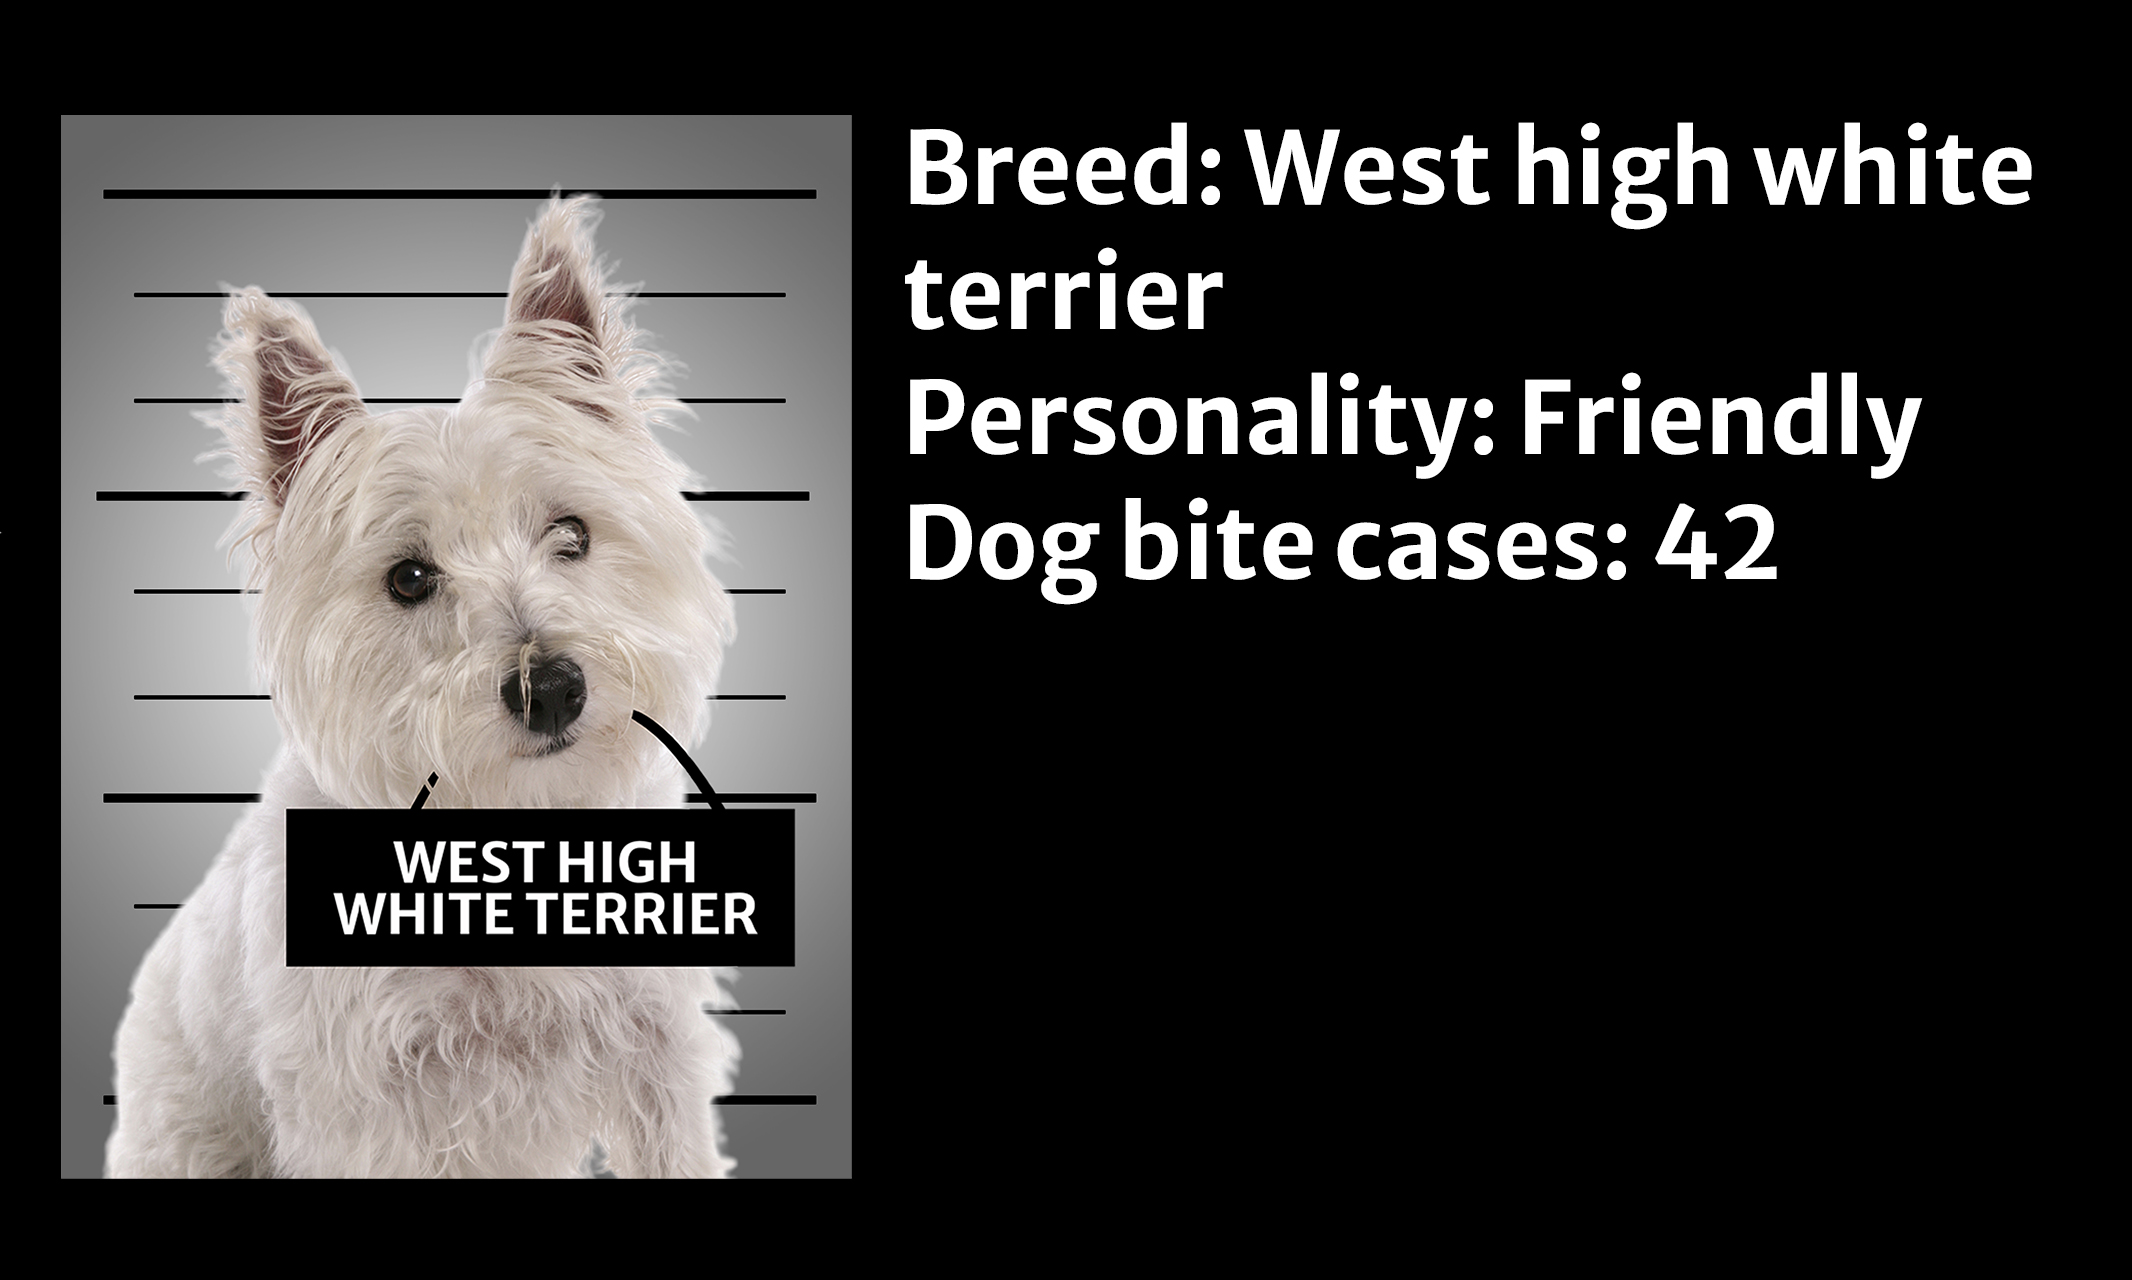 Breed: West high white
terrier
Personality: Friendly
Dog bite cases: 42
WEST HIGH
WHITE TERRIER